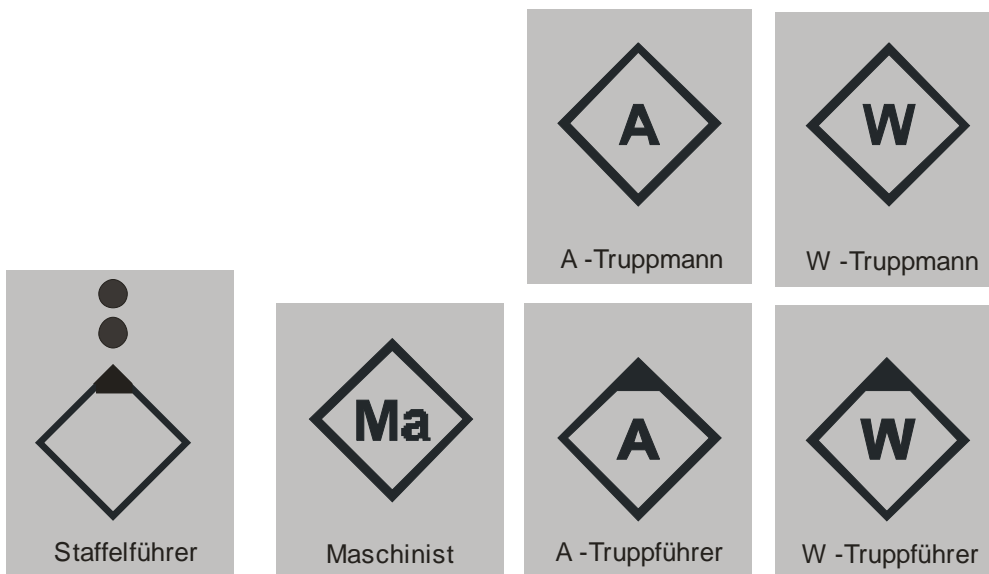 A
W
A -Truppmann
W -Truppmann
Ma
A
W
Staffelführer
Maschinist
A -Truppführer
W -Truppführer